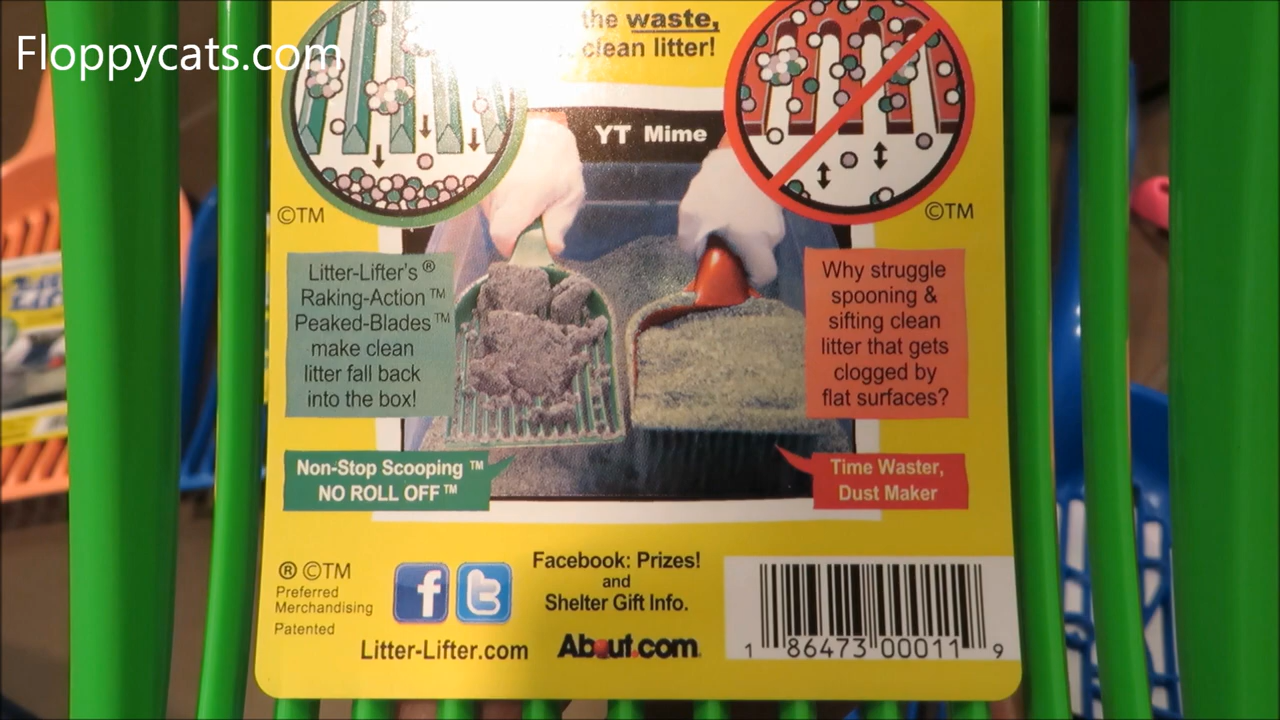 Floppycats.com
the waste,
clean litter!
YT Mime
©TM
©TM
Litter-Lifter's ®
Raking-Action ™
Peaked-Blades ™
make clean
litter fall back
into the box!
Why struggle
spooning &
sifting clean
litter that gets
clogged by
flat surfaces?
Non-Stop Scooping ™
NO ROLL OFF ™
Time Waster,
Dust Maker
® ©TM
Preferred
Merchandising
Patented
f t
Facebook: Prizes!
and
Shelter Gift Info.
Litter-Lifter.com
About.com
1 86473 00011 9